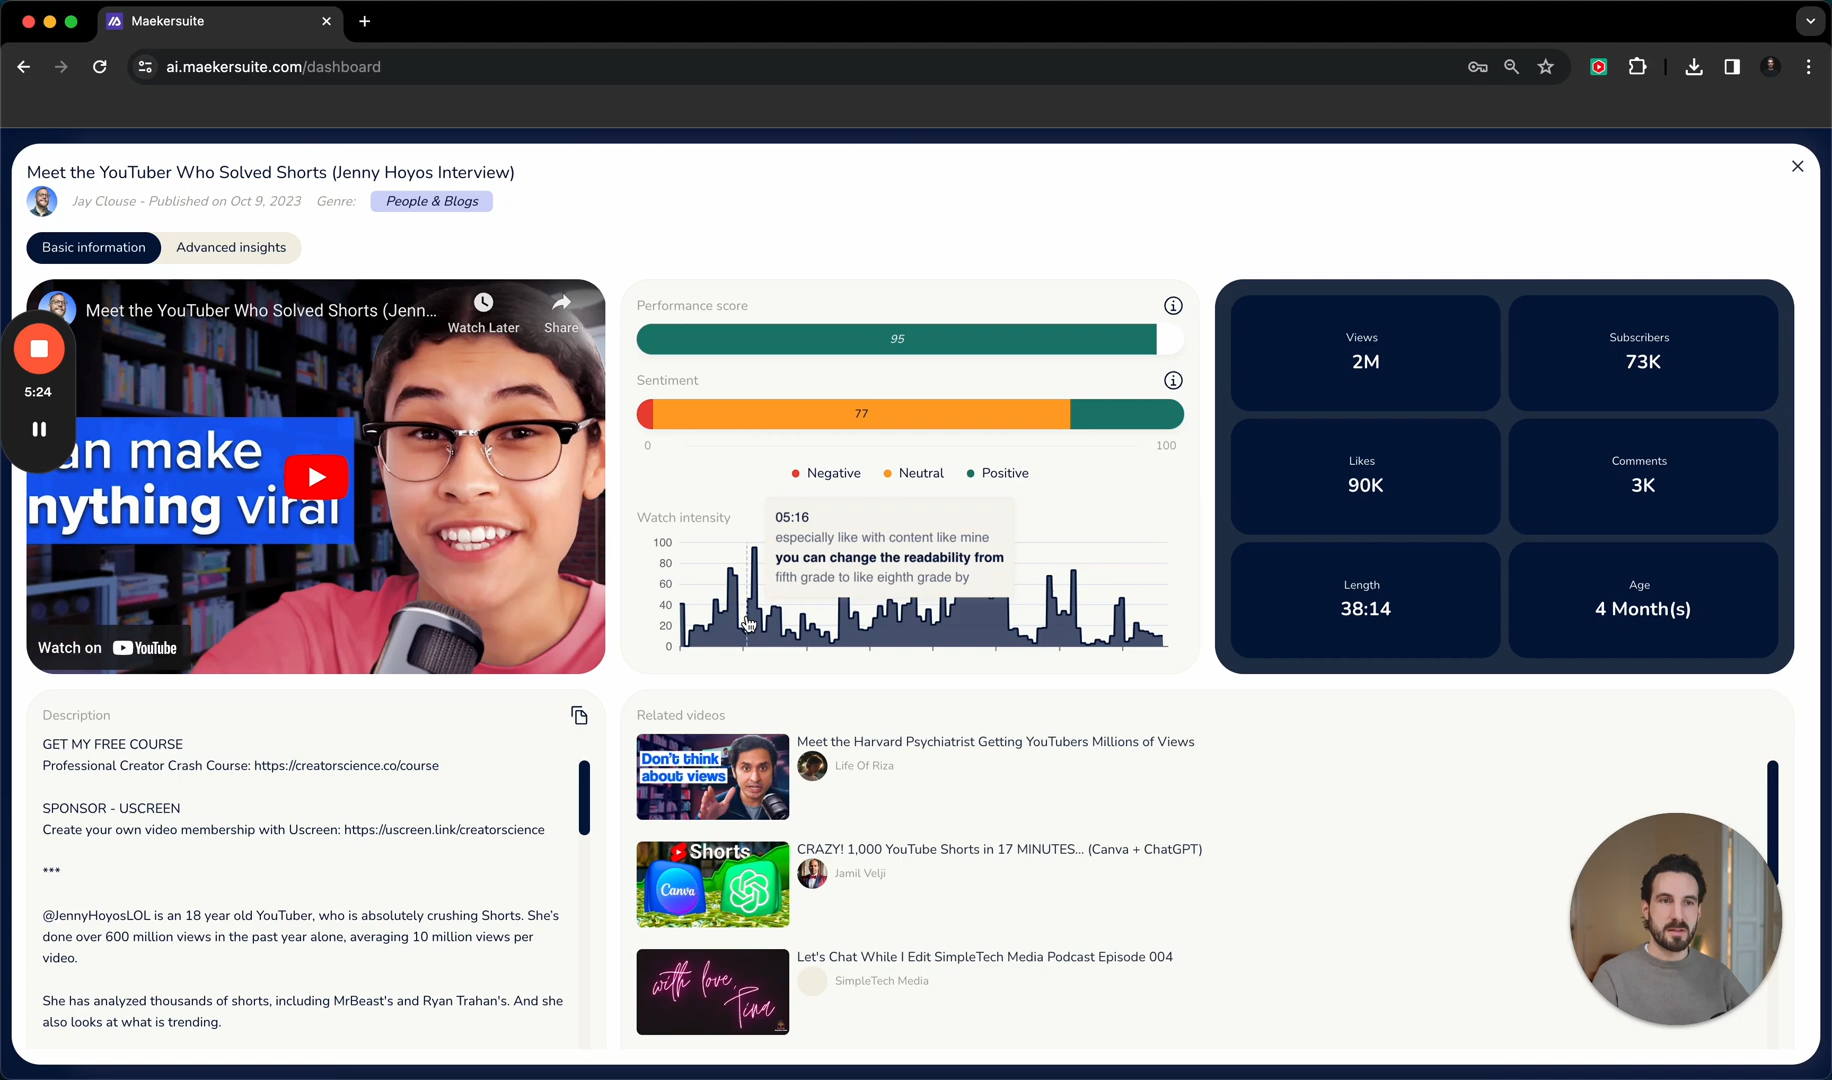 Maekersuite
ai.maekersuite.com/dashboard
Meet the YouTuber Who Solved Shorts (Jenny Hoyos Interview)
Jay Clouse - Published on Oct 9, 2023 Genre: People & Blogs
Basic information Advanced insights
Meet the YouTuber Who Solved Shorts (Jenn...
Watch Later Share
5:24
an make
nything viral
Watch on YouTube
Performance score
95
Sentiment
77
0 100
Negative Neutral Positive
Watch intensity
05:16
especially like with content like mine
you can change the readability from
fifth grade to like eighth grade by
100
80
60
40
20
0
Views
2M
Subscribers
73K
Likes
90K
Comments
3K
Length
38:14
Age
4 Month(s)
Description
GET MY FREE COURSE
Professional Creator Crash Course: https://creatorscience.co/course
SPONSOR - USCREEN
Create your own video membership with Uscreen: https://uscreen.link/creatorscience
***
@JennyHoyosLOL is an 18 year old YouTuber, who is absolutely crushing Shorts. She's
done over 600 million views in the past year alone, averaging 10 million views per
video.
She has analyzed thousands of shorts, including MrBeast's and Ryan Trahan's. And she
also looks at what is trending.
Related videos
Don't think
about views
Meet the Harvard Psychiatrist Getting YouTubers Millions of Views
Life Of Riza
Shorts
Canva
CRAZY! 1,000 YouTube Shorts in 17 MINUTES... (Canva + ChatGPT)
Jamil Velji
with love,
Tina
Let's Chat While I Edit SimpleTech Media Podcast Episode 004
SimpleTech Media